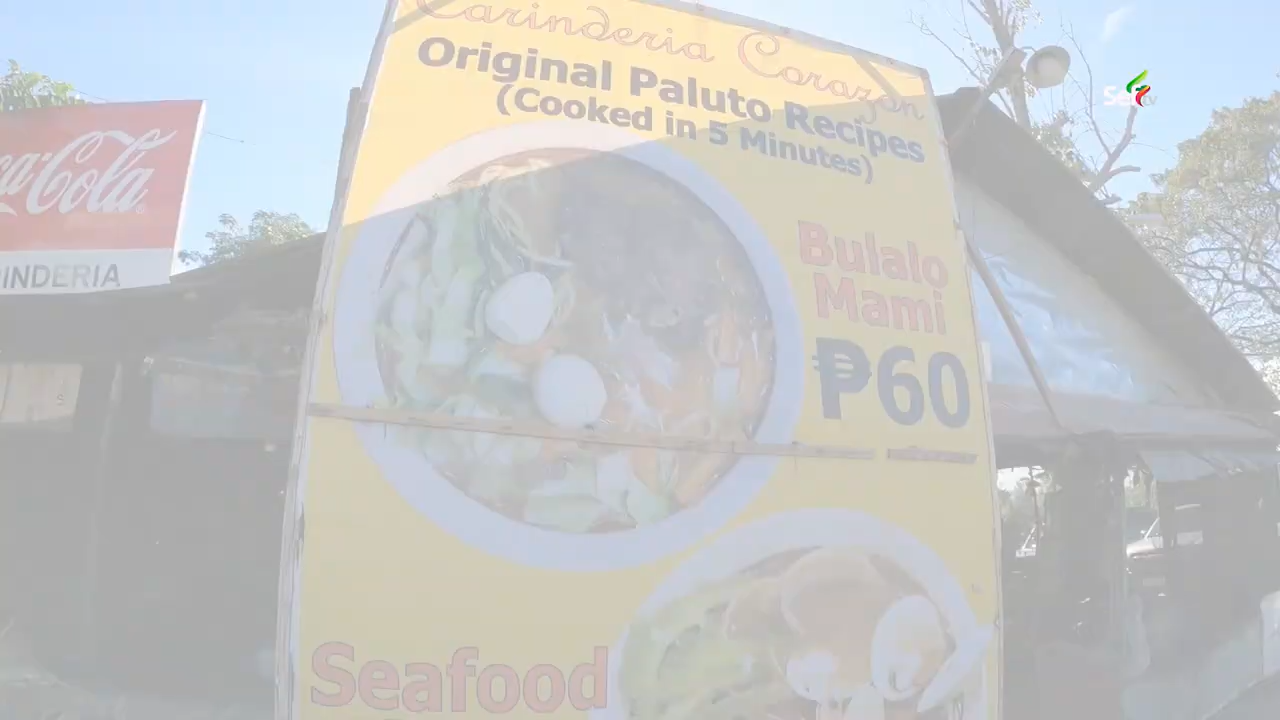 Carinderia Corazon
Original Paluto Recipes
(Cooked in 5 Minutes)
Coca-Cola
INDERIA
Bulalo
Mami
₱60
Seafood